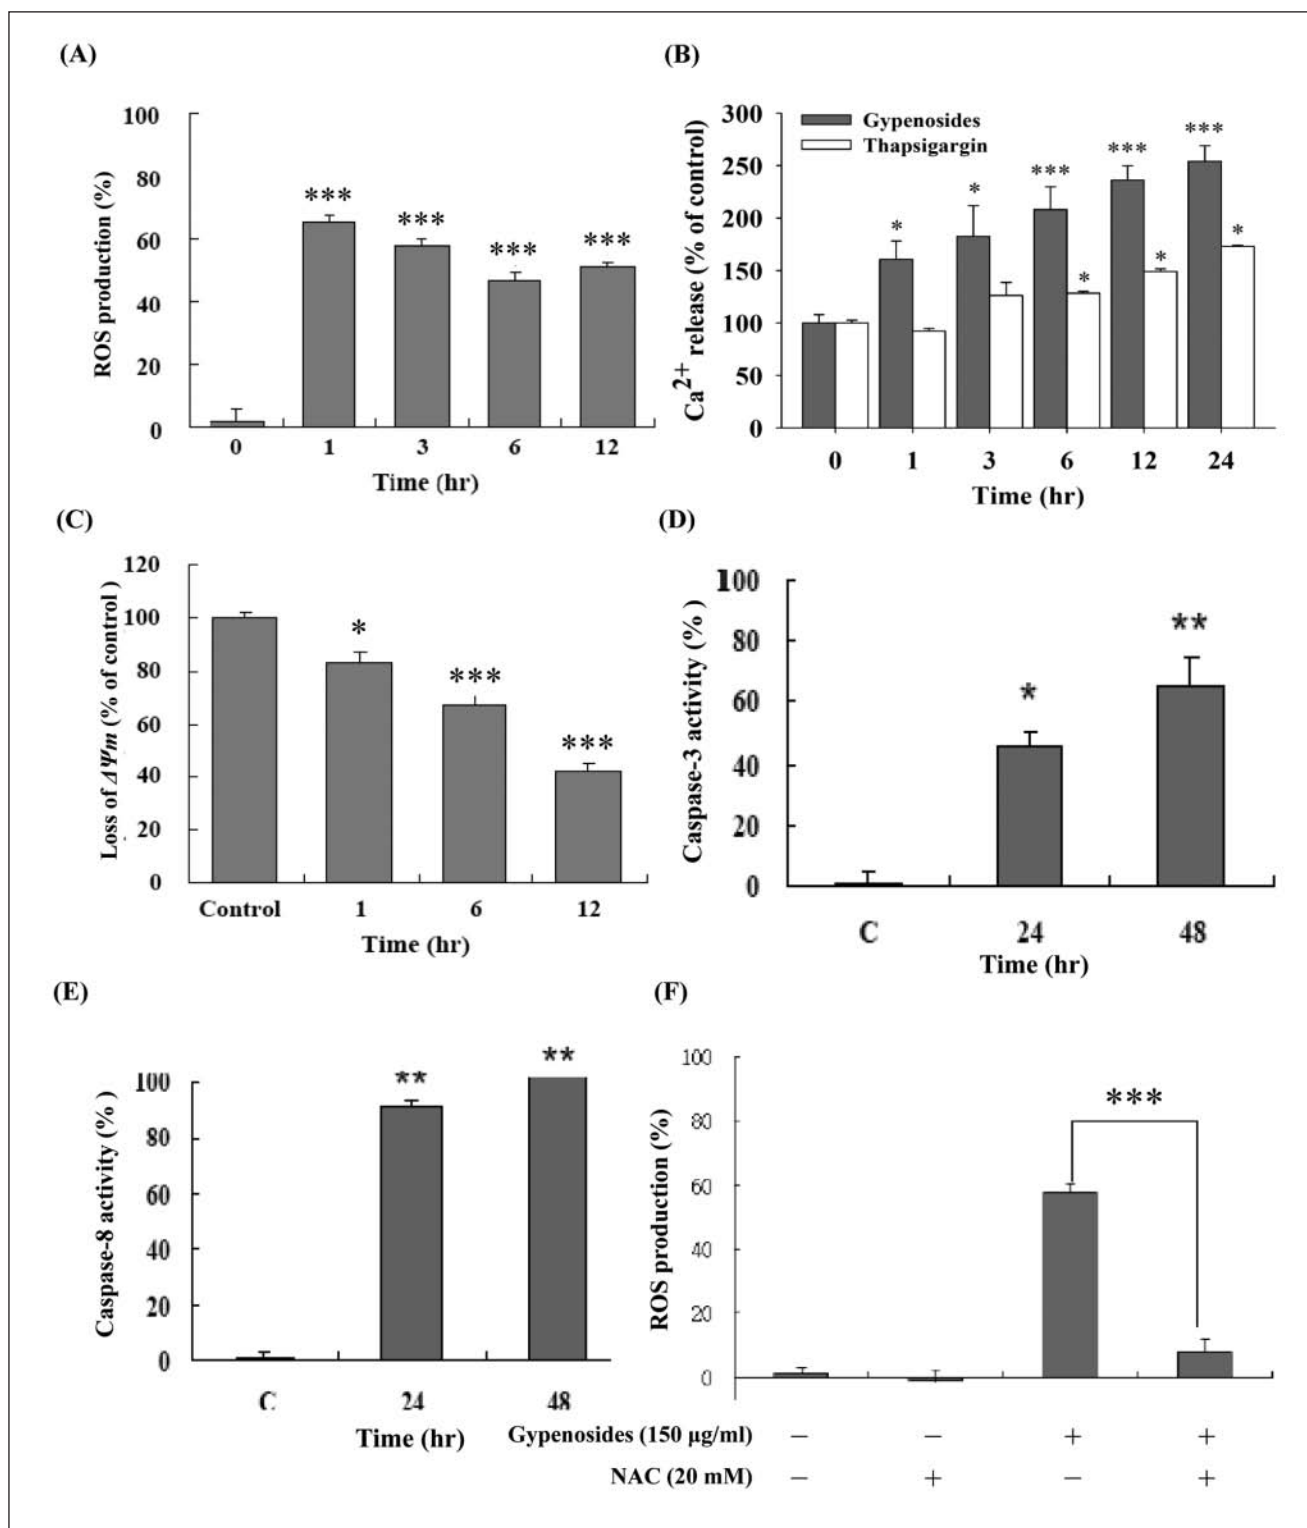 (A)
100
80
60
40
20
0
ROS production (%)
***
***
***
***
0 1 3 6 12
Time (hr)
(B)
300
250
200
150
100
50
0
Ca2+ release (% of control)
Gypenosides
Thapsigargin
*
*
***
***
***
*
*
*
0 1 3 6 12 24
Time (hr)
(C)
120
100
80
60
40
20
0
Loss of ΔΨm (% of control )
*
***
***
Control 1 6 12
Time (hr)
(D)
100
80
60
40
20
0
Caspase-3 activity (% )
*
**
C 24 48
Time (hr)
(E)
100
80
60
40
20
0
Caspase-8 activity (% )
**
**
C 24 48
Time (hr)
(F)
100
80
60
40
20
0
ROS production (%)
***
Gypenosides (150 μg/ml) − − + +
NAC (20 mM) − + − +